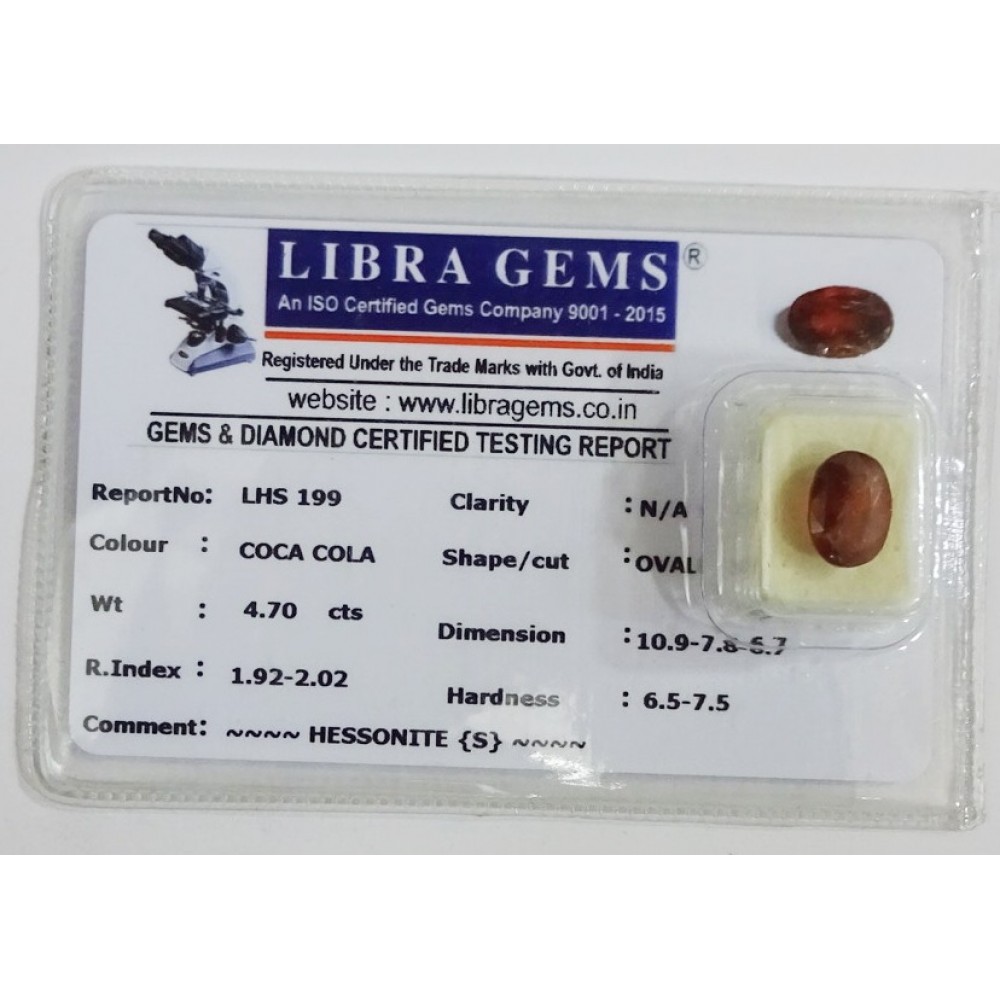 LIBRA GEMS ®
An ISO Certified Gems Company 9001 - 2015
Registered Under the Trade Marks with Govt. of India
website : www.libragems.co.in
GEMS & DIAMOND CERTIFIED TESTING REPORT
ReportNo: LHS 199
Colour : COCA COLA
Wt : 4.70 cts
R.Index : 1.92-2.02
Clarity : N/A
Shape/cut : OVAL
Dimension : 10.9-7.8-6.7
Hardness : 6.5-7.5
Comment: ~~~~ HESSONITE {S} ~~~~